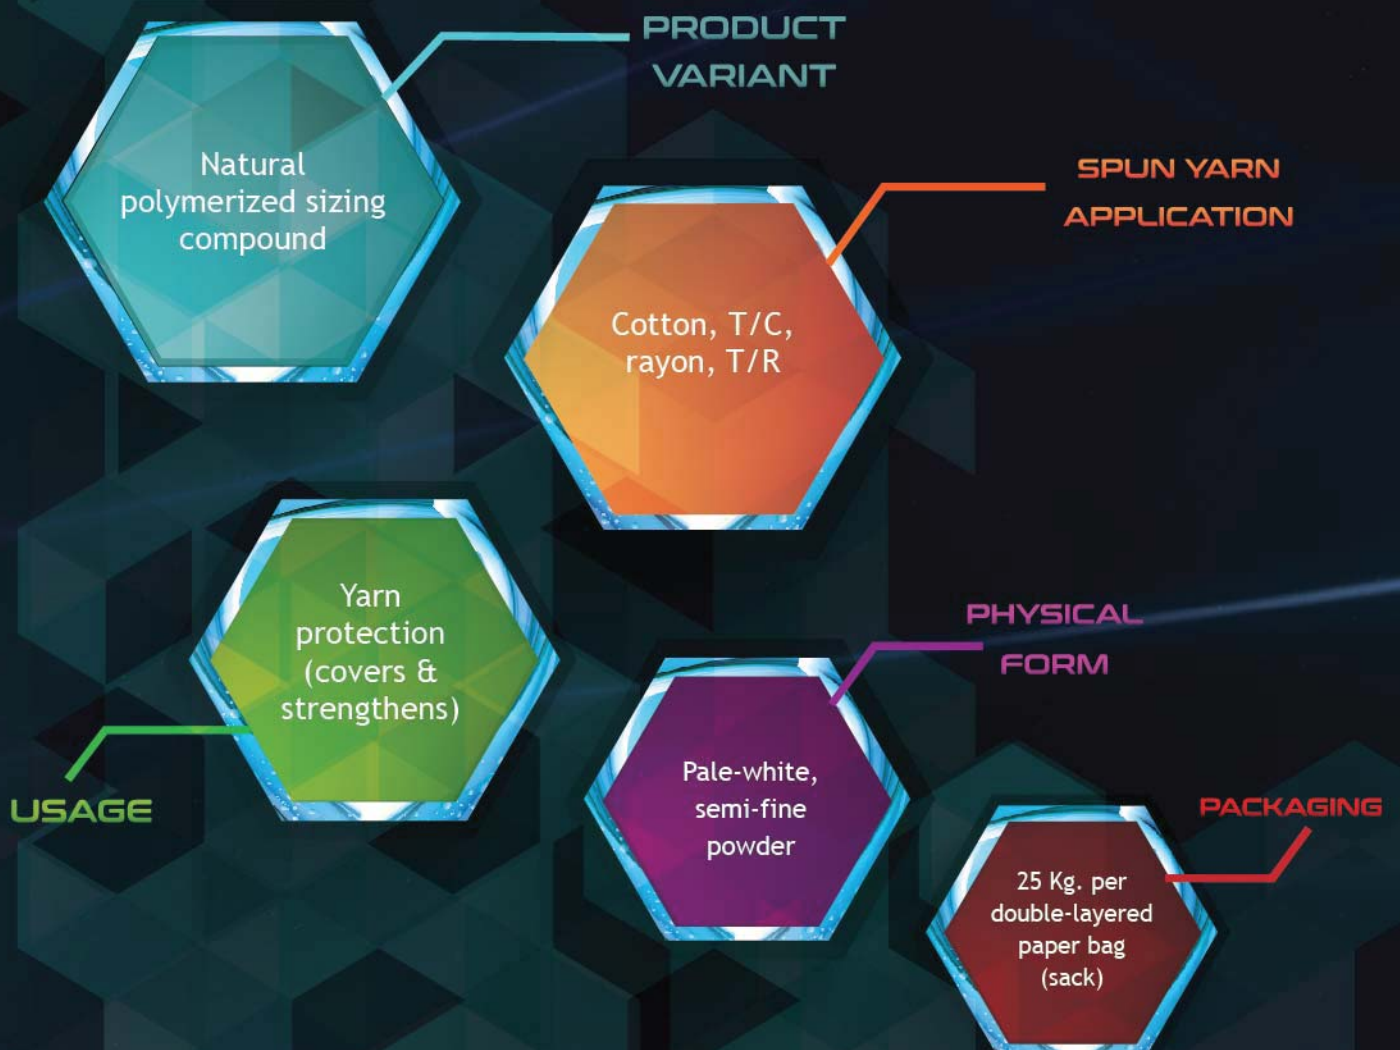 PRODUCT
VARIANT
Natural
polymerized sizing
compound
SPUN YARN
APPLICATION
Cotton, T/C,
rayon, T/R
Yarn
protection
(covers &
strengthens)
USAGE
PHYSICAL
FORM
Pale-white,
semi-fine
powder
PACKAGING
25 Kg. per
double-layered
paper bag
(sack)